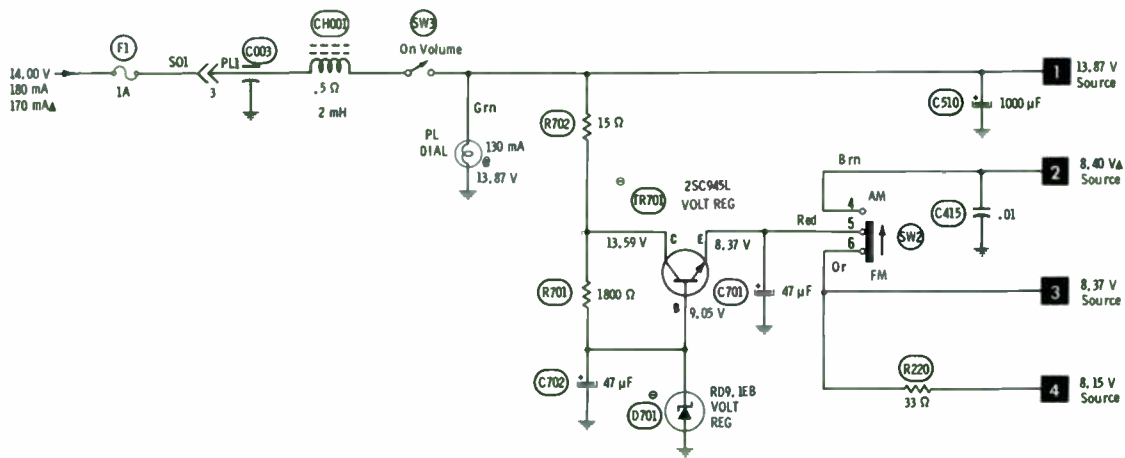 F1
C003
CH001
SW3
On Volume
14.00 V
180 mA
170 mA▲
SO1
PL1
1A
3
.5 Ω
2 mH
Grn
PL
DIAL
130 mA
@
13.87 V
R702
15 Ω
C510
1000 µF
1
13.87 V
Source
⊖
TR701
2SC945L
VOLT REG
Brn
4
AM
5
6
Red
SW2
Or
FM
C415
.01
2
8.40 V▲
Source
13.59 V
C
E
8.37 V
B
9.05 V
R701
1800 Ω
C701
47 µF
3
8.37 V
Source
C702
47 µF
⊖
D701
RD9.1EB
VOLT
REG
R220
33 Ω
4
8.15 V
Source